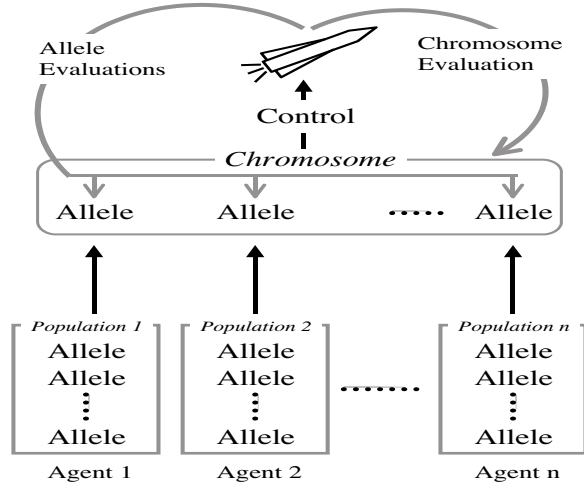 Allele
Evaluations
Chromosome
Evaluation
Control
Chromosome
Allele Allele Allele
Population 1 Population 2 Population n
Allele Allele Allele
Allele Allele Allele
Allele Allele Allele
Agent 1 Agent 2 Agent n